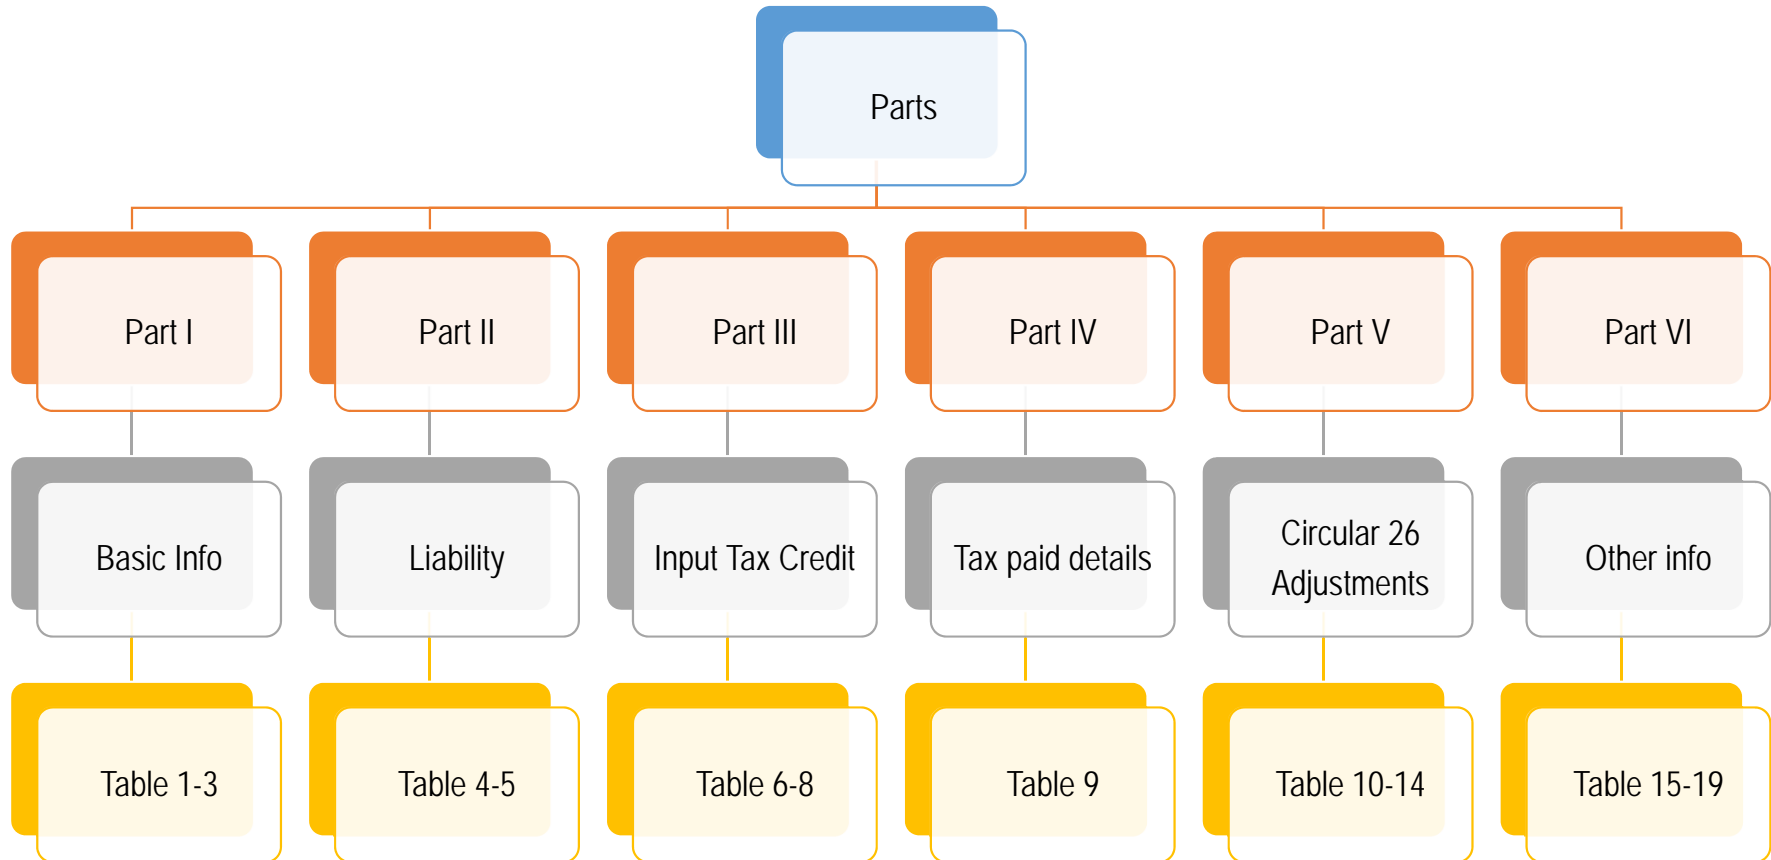 Parts
Part I
Part II
Part III
Part IV
Part V
Part VI
Basic Info
Liability
Input Tax Credit
Tax paid details
Circular 26
Adjustments
Other info
Table 1-3
Table 4-5
Table 6-8
Table 9
Table 10-14
Table 15-19